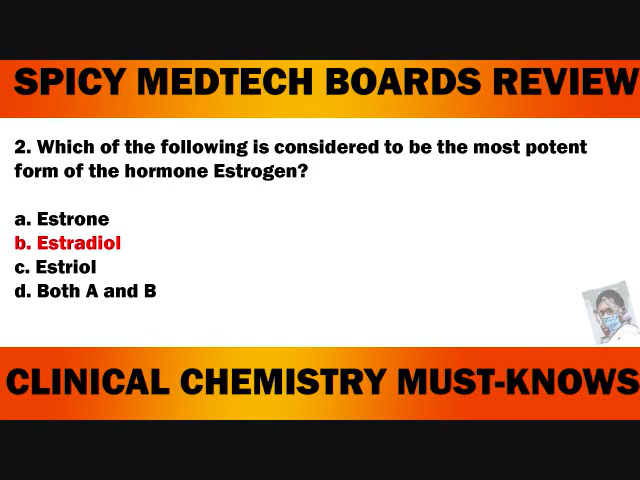 SPICY MEDTECH BOARDS REVIEW
2. Which of the following is considered to be the most potent
form of the hormone Estrogen?
a. Estrone
b. Estradiol
c. Estriol
d. Both A and B
CLINICAL CHEMISTRY MUST-KNOWS